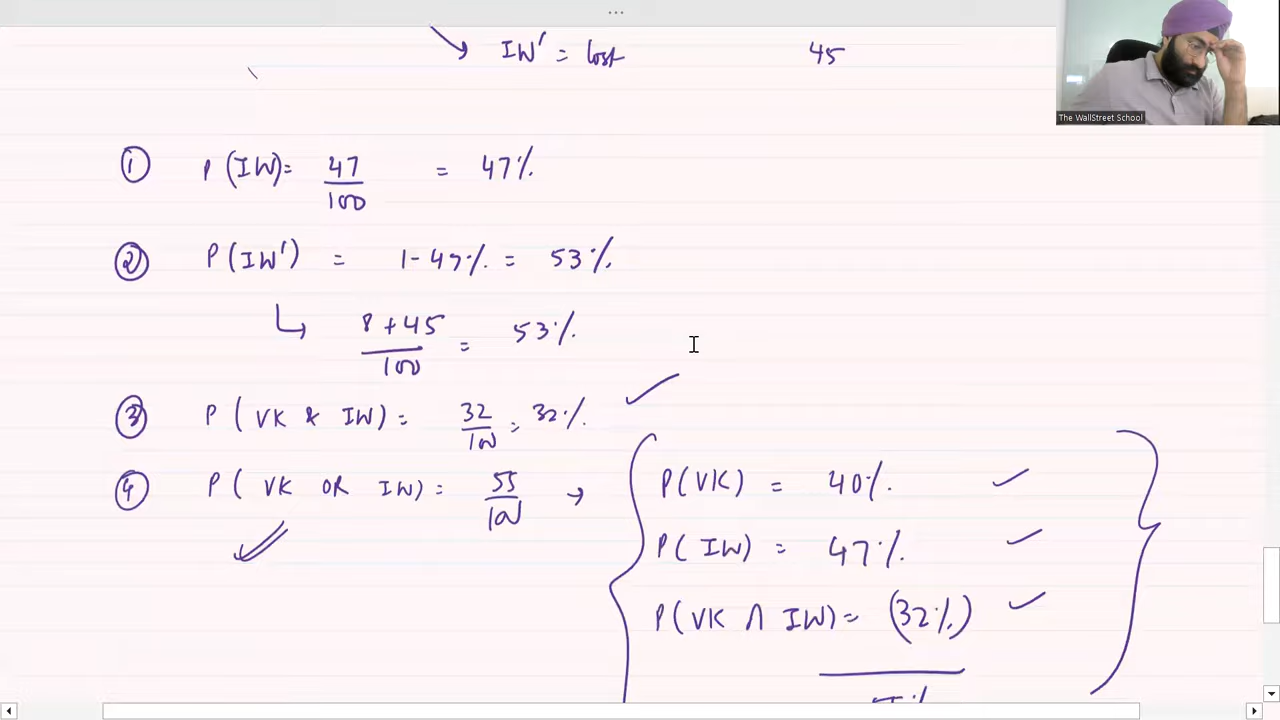 IW' = lost 45
The WallStreet School
① P(IW) = 47/100 = 47%
② P(IW') = 1 - 47% = 53%
8 + 45 / 100 = 53%
③ P( VK & IW) = 32/100 = 32%
④ P( VK OR IW) = 55/100 →
P(VK) = 40%
P( IW) = 47%
P(VK ∩ IW) = (32%)